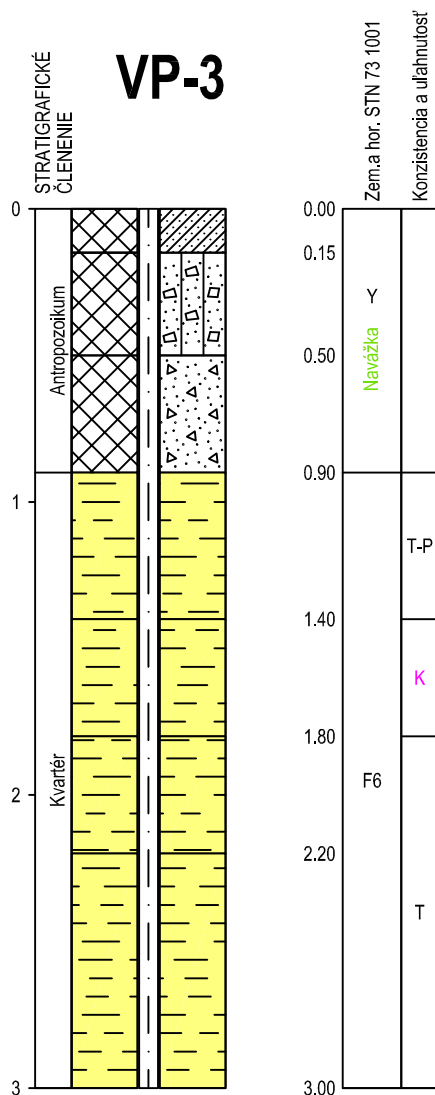 VP-3
STRATIGRAFICKÉ
ČLENENIE
Zem.a hor. STN 73 1001
Konzistencia a uľahnutosť
0
0.00
0.15
Y
Antropozoikum
Navážka
0.50
0.90
1
T-P
1.40
K
1.80
Kvartér
2
F6
2.20
T
3
3.00